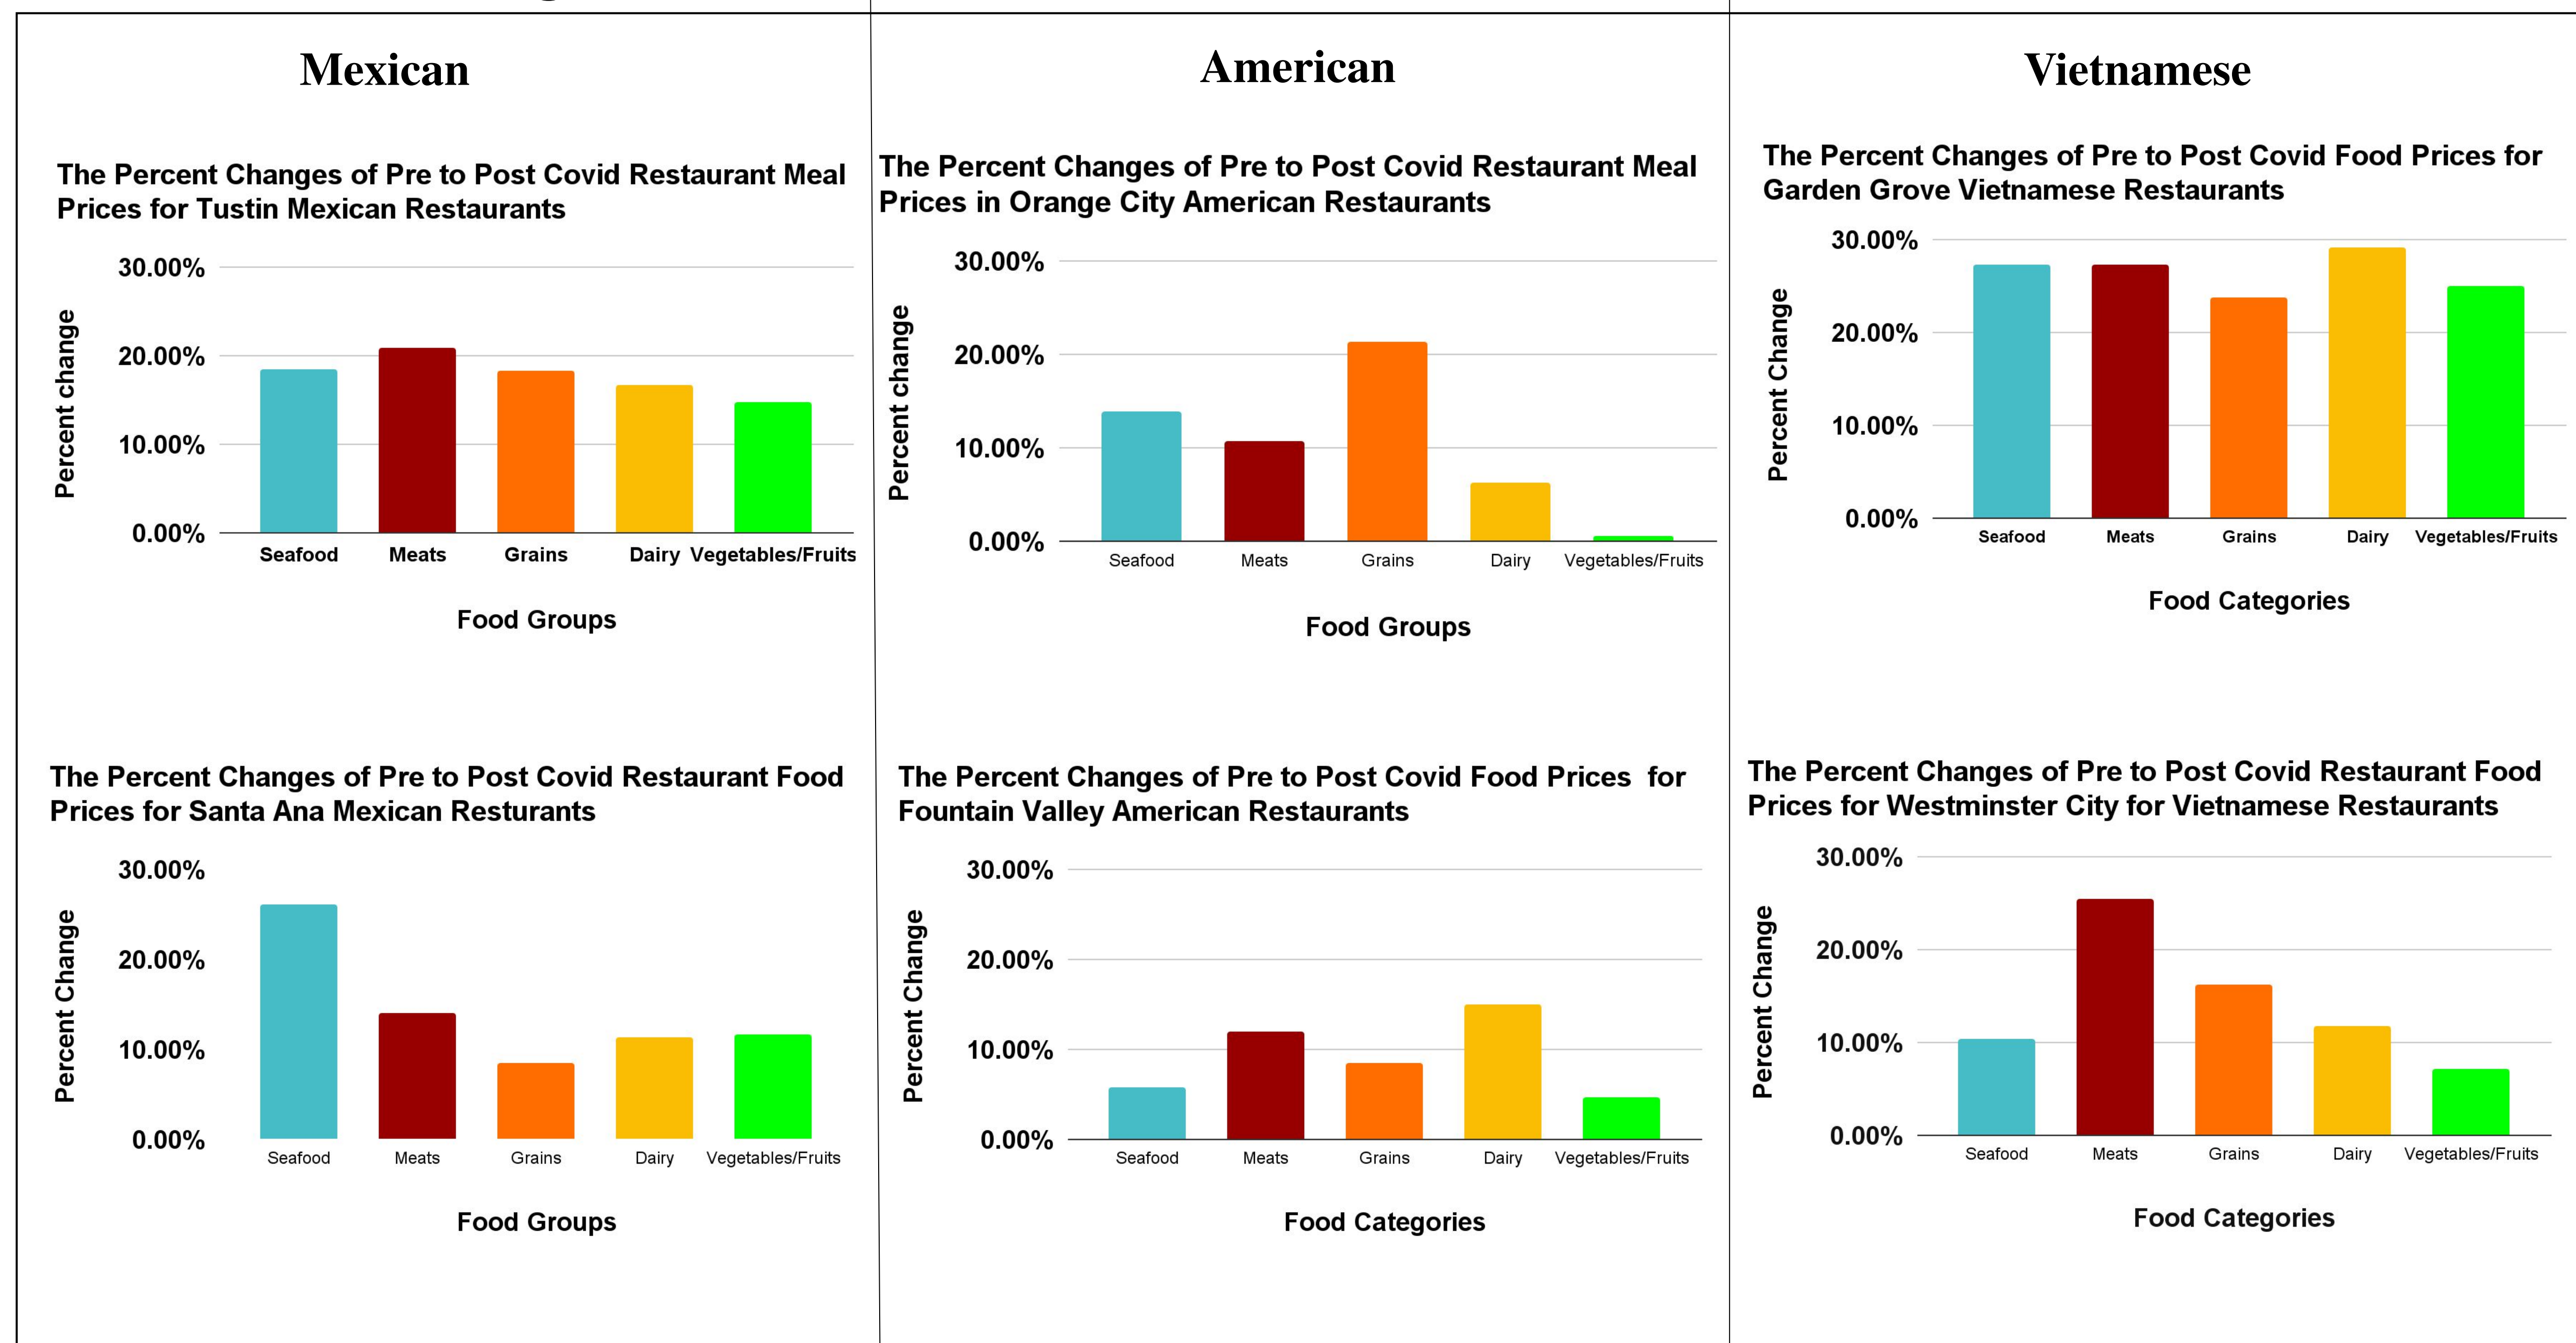 Mexican
American
Vietnamese
The Percent Changes of Pre to Post Covid Restaurant Meal
Prices for Tustin Mexican Restaurants
30.00%
20.00%
10.00%
0.00%
Percent change
Seafood Meats Grains Dairy Vegetables/Fruits
Food Groups
The Percent Changes of Pre to Post Covid Restaurant Meal
Prices in Orange City American Restaurants
30.00%
20.00%
10.00%
0.00%
Percent change
Seafood Meats Grains Dairy Vegetables/Fruits
Food Groups
The Percent Changes of Pre to Post Covid Food Prices for
Garden Grove Vietnamese Restaurants
30.00%
20.00%
10.00%
0.00%
Percent Change
Seafood Meats Grains Dairy Vegetables/Fruits
Food Categories
The Percent Changes of Pre to Post Covid Restaurant Food
Prices for Santa Ana Mexican Resturants
30.00%
20.00%
10.00%
0.00%
Percent Change
Seafood Meats Grains Dairy Vegetables/Fruits
Food Groups
The Percent Changes of Pre to Post Covid Food Prices  for
Fountain Valley American Restaurants
30.00%
20.00%
10.00%
0.00%
Percent Change
Seafood Meats Grains Dairy Vegetables/Fruits
Food Categories
The Percent Changes of Pre to Post Covid Restaurant Food
Prices for Westminster City for Vietnamese Restaurants
30.00%
20.00%
10.00%
0.00%
Percent Change
Seafood Meats Grains Dairy Vegetables/Fruits
Food Categories